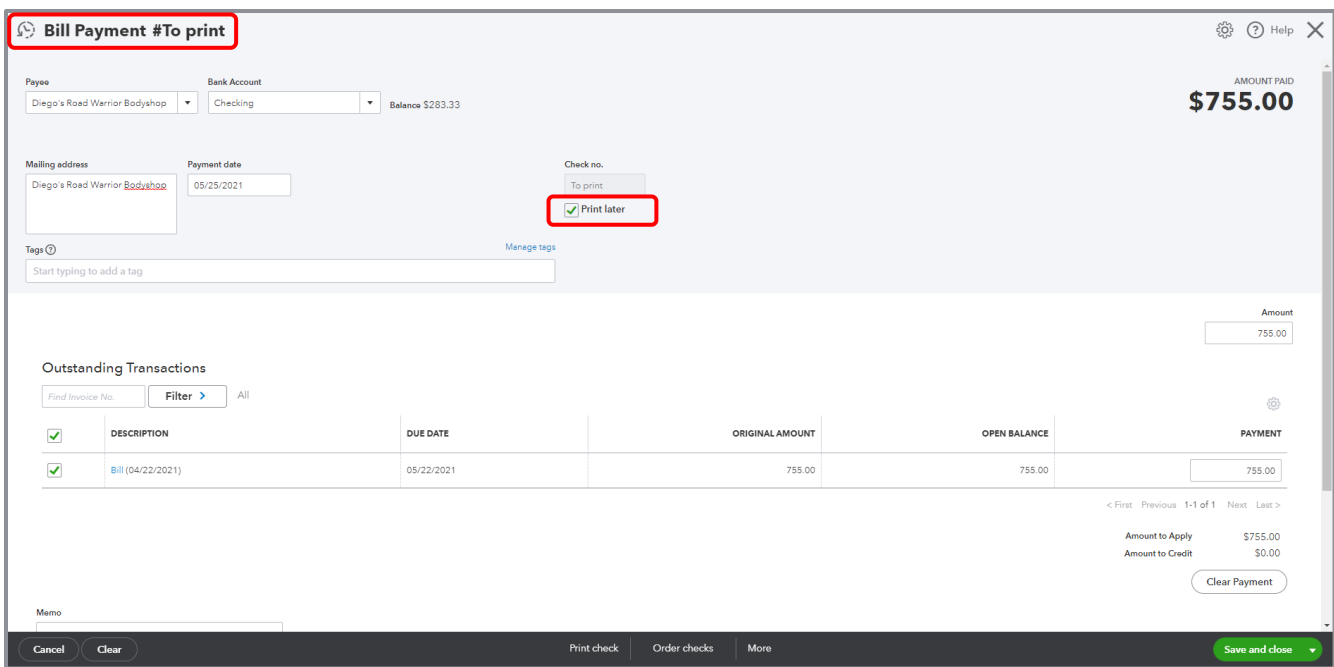 Bill Payment #To print
Help
Payee Bank Account AMOUNT PAID
Diego's Road Warrior Bodyshop Checking Balance $283.33 $755.00
Mailing address Payment date Check no.
Diego's Road Warrior Bodyshop 05/25/2021 To print
Print later
Tags Manage tags
Start typing to add a tag
Amount
755.00
Outstanding Transactions
Find Invoice No. Filter > All
DESCRIPTION DUE DATE ORIGINAL AMOUNT OPEN BALANCE PAYMENT
Bill (04/22/2021) 05/22/2021 755.00 755.00 755.00
< First Previous 1-1 of 1 Next Last >
Amount to Apply $755.00
Amount to Credit $0.00
Clear Payment
Memo
Cancel Clear Print check Order checks More Save and close